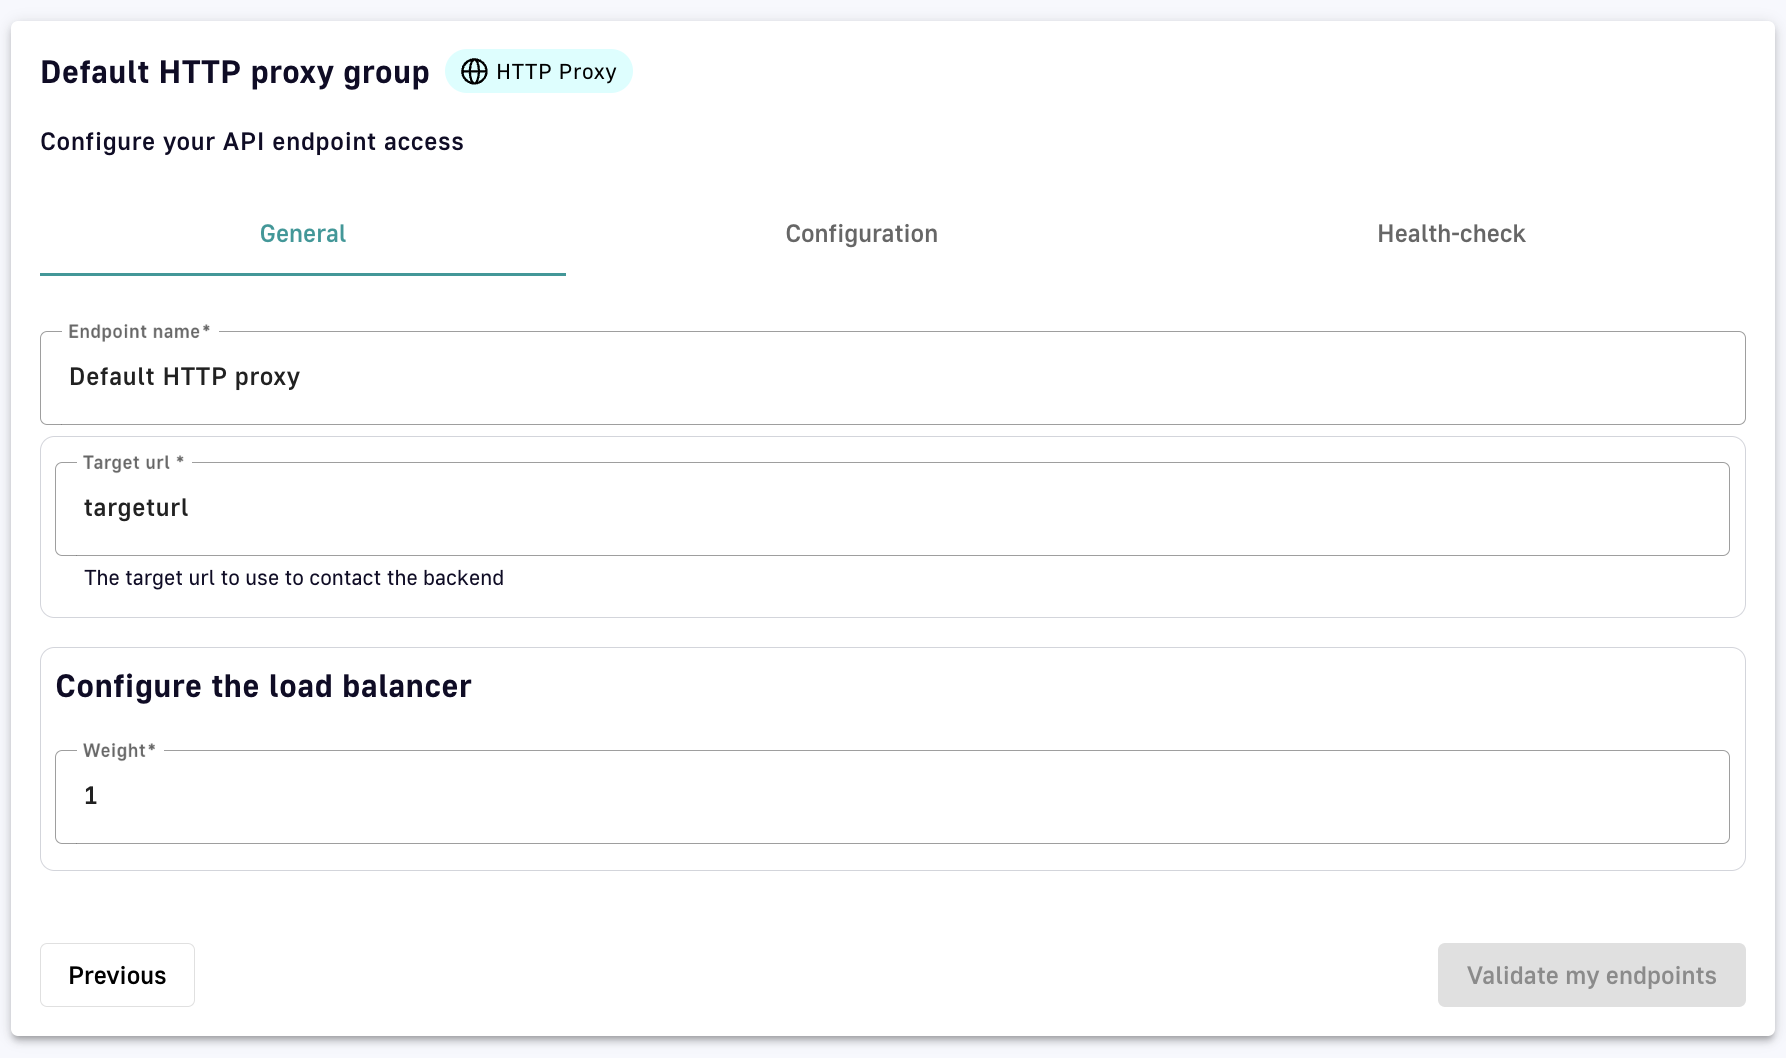 Default HTTP proxy group HTTP Proxy
Configure your API endpoint access
General Configuration Health-check
Endpoint name*
Default HTTP proxy
Target url *
targeturl
The target url to use to contact the backend
Configure the load balancer
Weight*
1
Previous Validate my endpoints